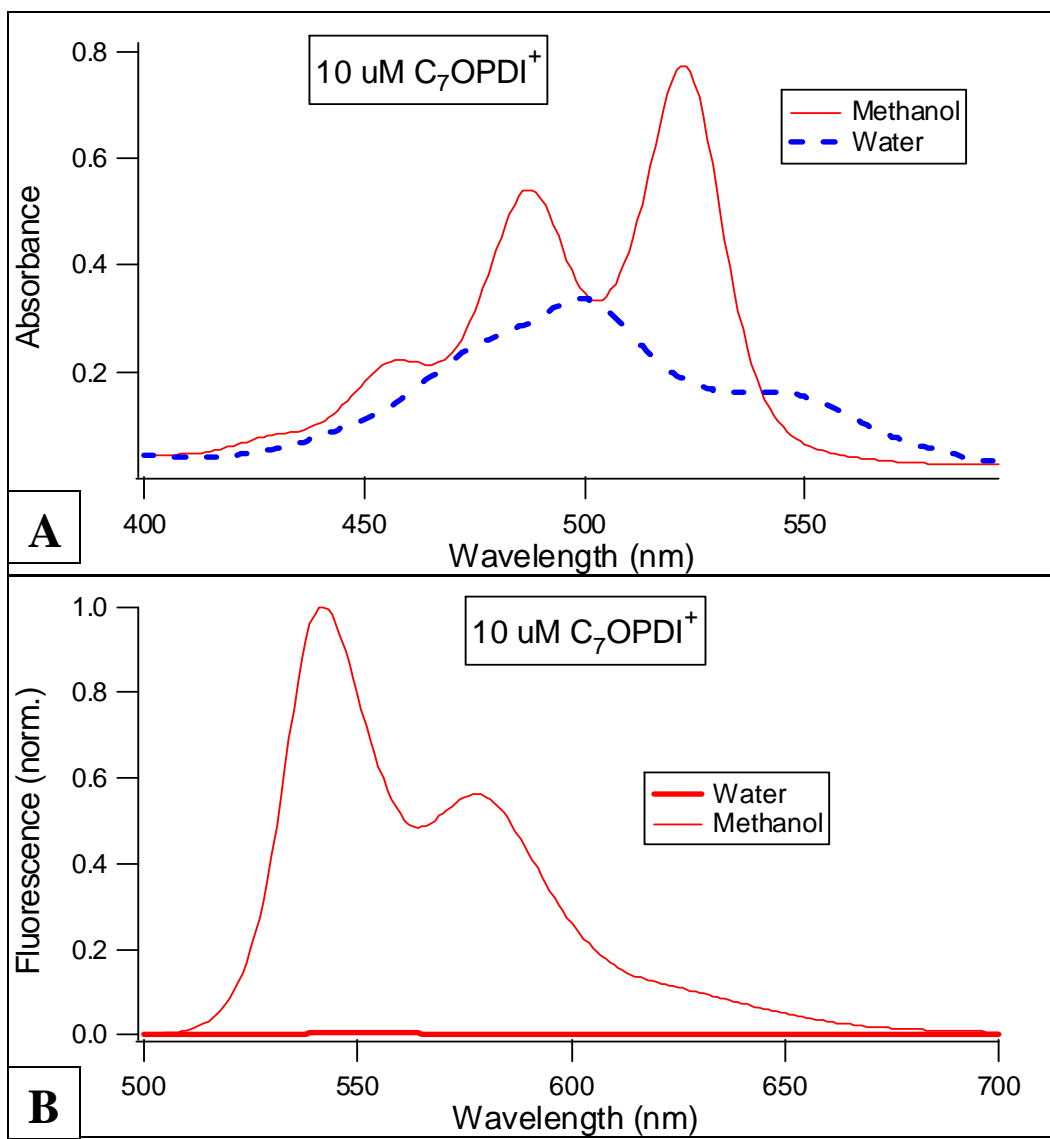 10 uM C₇OPDI⁺
Methanol
Water
Absorbance
0.8
0.6
0.4
0.2
400
450
500
550
Wavelength (nm)
A
10 uM C₇OPDI⁺
Water
Methanol
Fluorescence (norm.)
1.0
0.8
0.6
0.4
0.2
0.0
500
550
600
650
700
Wavelength (nm)
B